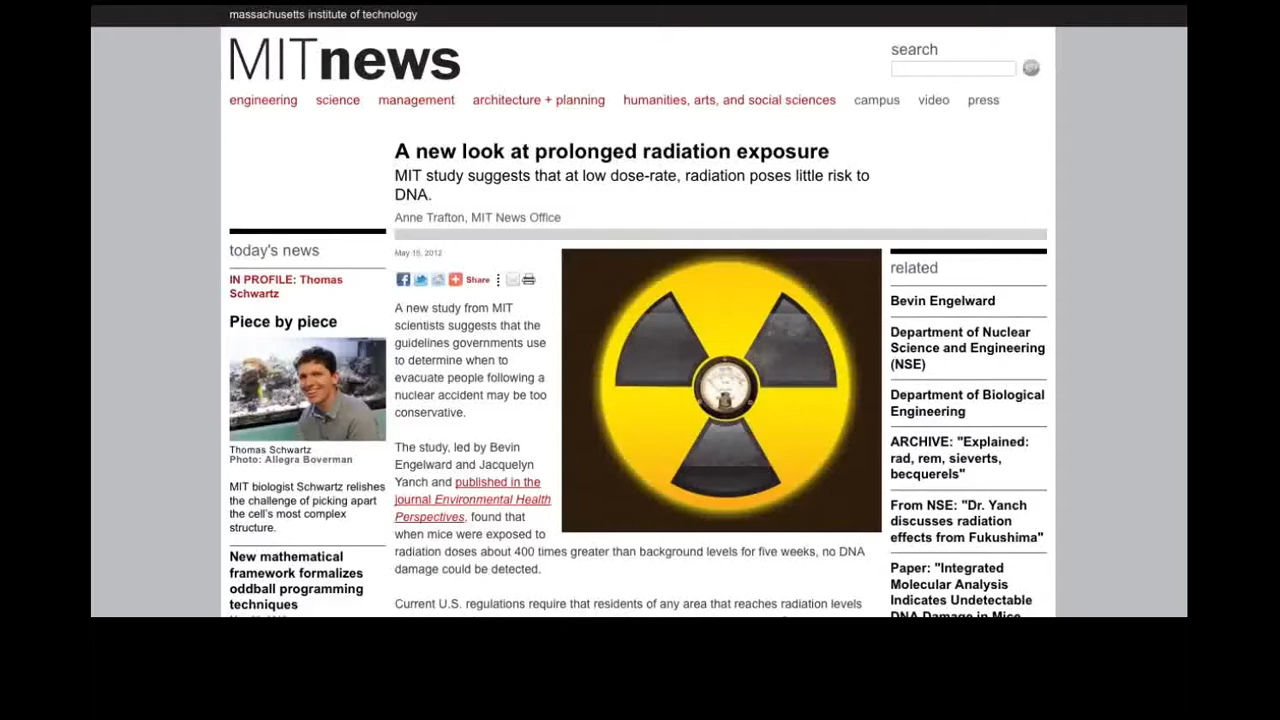 massachusetts institute of technology
MITnews
search
engineering science management architecture + planning humanities, arts, and social sciences campus video press
A new look at prolonged radiation exposure
MIT study suggests that at low dose-rate, radiation poses little risk to
DNA.
Anne Trafton, MIT News Office
today's news
IN PROFILE: Thomas
Schwartz
Piece by piece
Thomas Schwartz
Photo: Allegra Boverman
MIT biologist Schwartz relishes
the challenge of picking apart
the cell's most complex
structure.
New mathematical
framework formalizes
oddball programming
techniques
May 15, 2012
Share
A new study from MIT
scientists suggests that the
guidelines governments use
to determine when to
evacuate people following a
nuclear accident may be too
conservative.
The study, led by Bevin
Engelward and Jacquelyn
Yanch and published in the
journal Environmental Health
Perspectives, found that
when mice were exposed to
radiation doses about 400 times greater than background levels for five weeks, no DNA
damage could be detected.
Current U.S. regulations require that residents of any area that reaches radiation levels
related
Bevin Engelward
Department of Nuclear
Science and Engineering
(NSE)
Department of Biological
Engineering
ARCHIVE: "Explained:
rad, rem, sieverts,
becquerels"
From NSE: "Dr. Yanch
discusses radiation
effects from Fukushima"
Paper: "Integrated
Molecular Analysis
Indicates Undetectable
DNA Damage in Mice